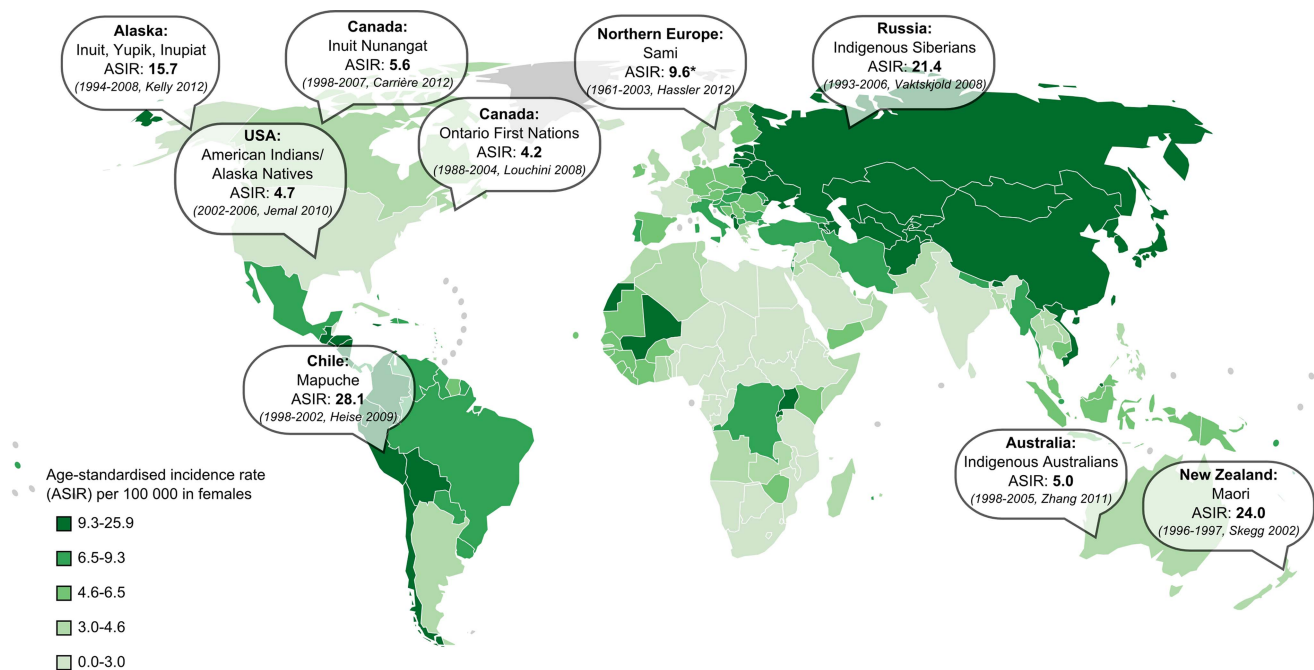 Alaska:
Inuit, Yupik, Inupiat
ASIR: 15.7
(1994-2008, Kelly 2012)
Canada:
Inuit Nunangat
ASIR: 5.6
(1998-2007, Carrière 2012)
Northern Europe:
Sami
ASIR: 9.6*
(1961-2003, Hassler 2012)
Russia:
Indigenous Siberians
ASIR: 21.4
(1993-2006, Vaktskjold 2008)
USA:
American Indians/
Alaska Natives
ASIR: 4.7
(2002-2006, Jemal 2010)
Canada:
Ontario First Nations
ASIR: 4.2
(1988-2004, Louchini 2008)
Chile:
Mapuche
ASIR: 28.1
(1998-2002, Heise 2009)
Australia:
Indigenous Australians
ASIR: 5.0
(1998-2005, Zhang 2011)
New Zealand:
Maori
ASIR: 24.0
(1996-1997, Skegg 2002)
Age-standardised incidence rate
(ASIR) per 100 000 in females
9.3-25.9
6.5-9.3
4.6-6.5
3.0-4.6
0.0-3.0